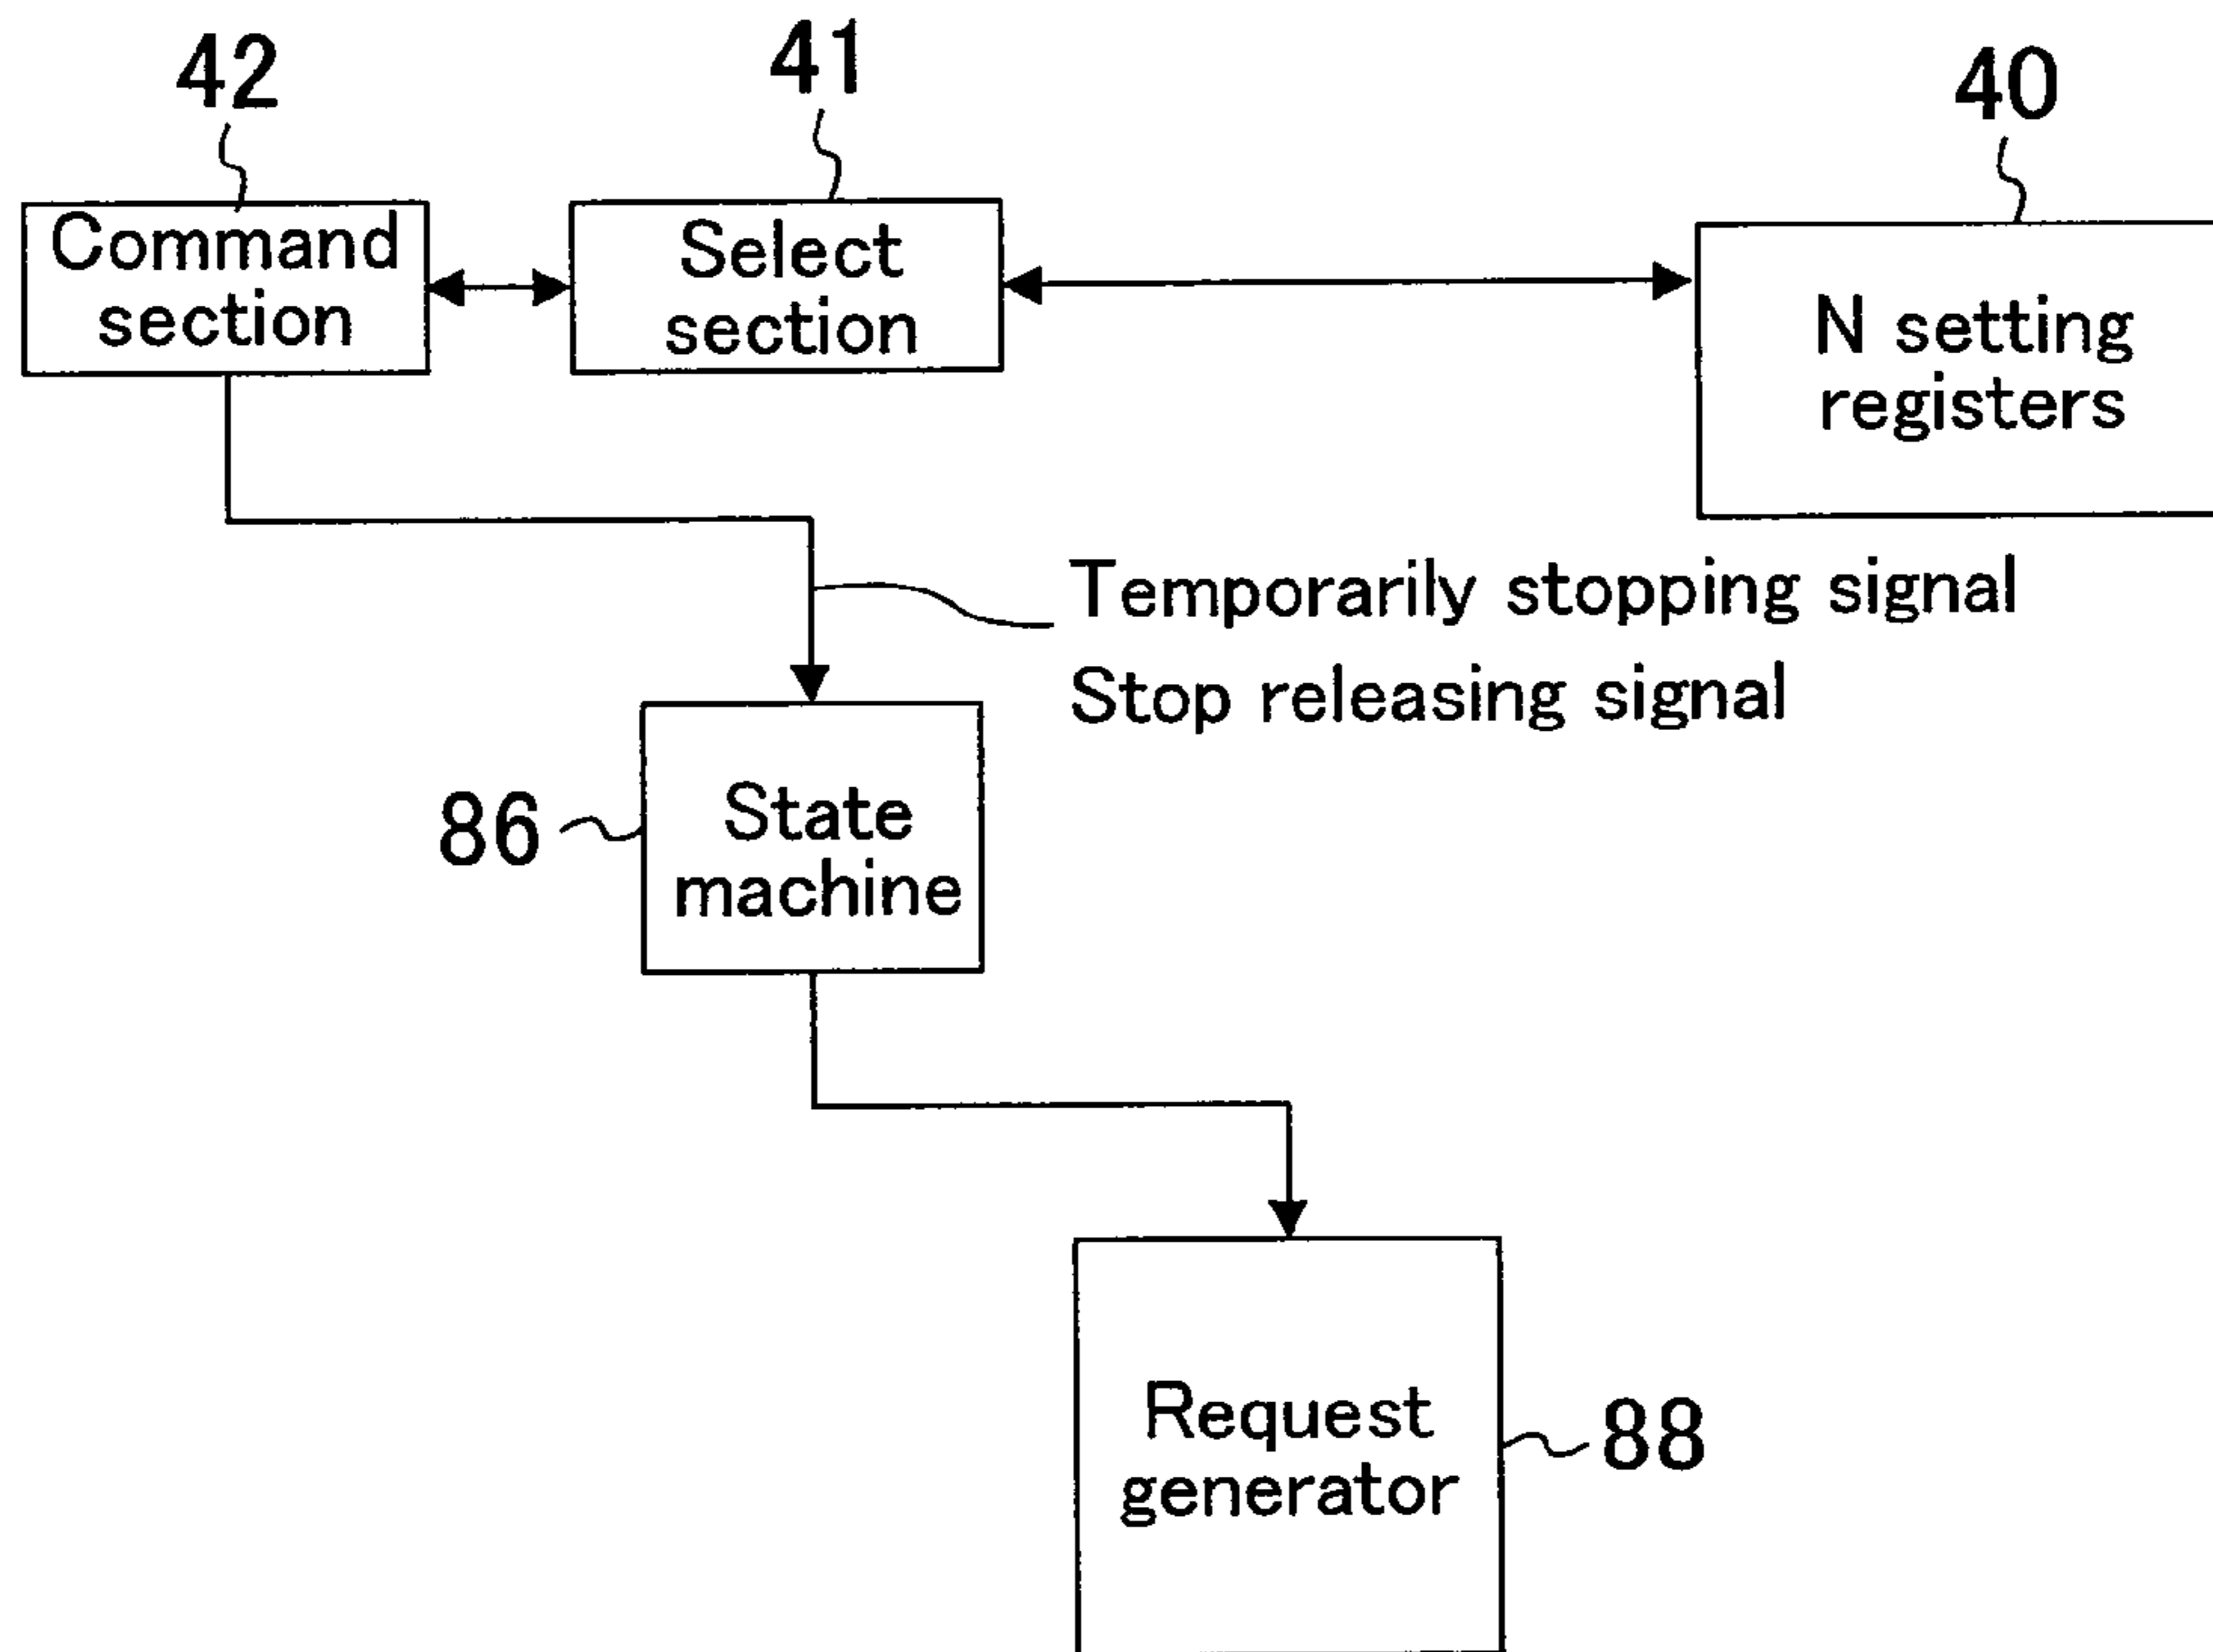 42
41
40
Command
section
Select
section
N setting
registers
Temporarily stopping signal
Stop releasing signal
86
State
machine
Request
generator
88